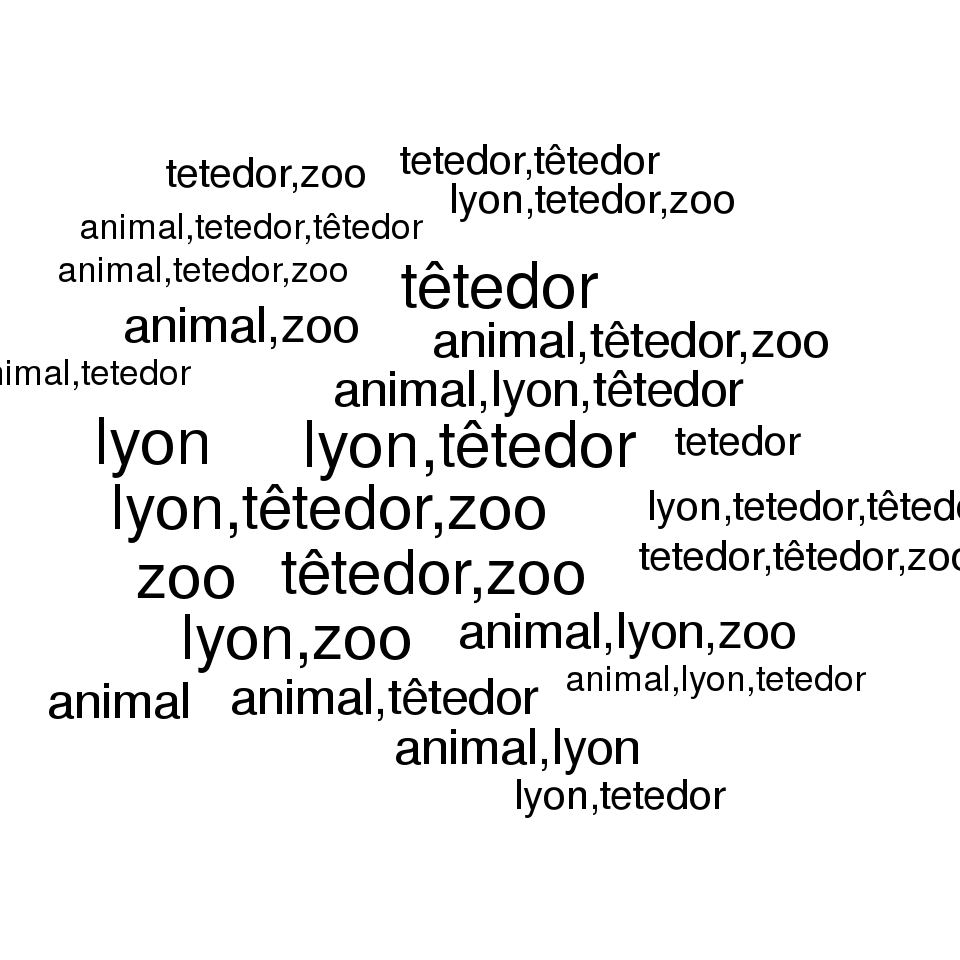 tetedor,têtedor
tetedor,zoo
lyon,tetedor,zoo
animal,tetedor,têtedor
animal,tetedor,zoo
têtedor
animal,zoo
animal,têtedor,zoo
nimal,tetedor
animal,lyon,têtedor
lyon
lyon,têtedor
tetedor
lyon,têtedor,zoo
lyon,tetedor,têtedo
tetedor,têtedor,zoo
zoo
têtedor,zoo
lyon,zoo
animal,lyon,zoo
animal,lyon,tetedor
animal
animal,têtedor
animal,lyon
lyon,tetedor